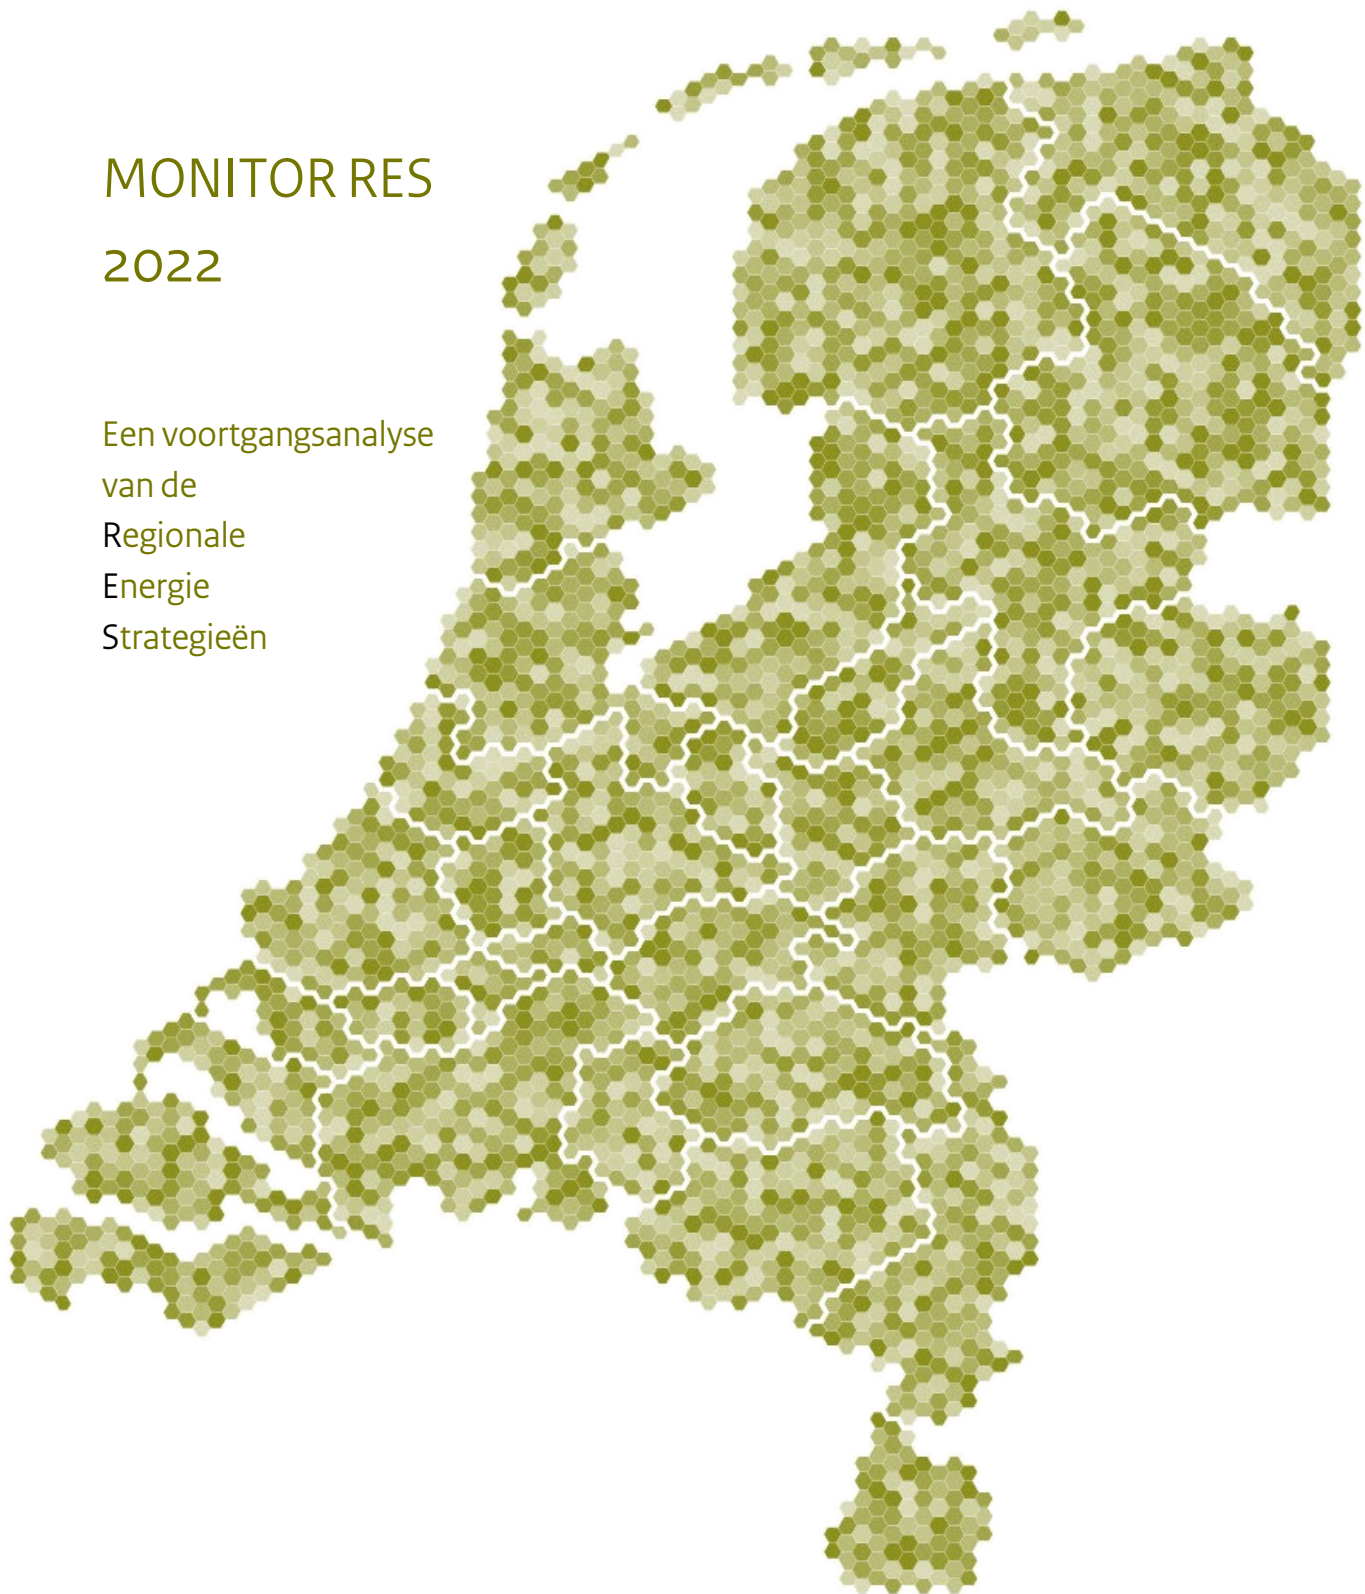 MONITOR RES
2022
Een voortgangsanalyse
van de
Regionale
Energie
Strategieën